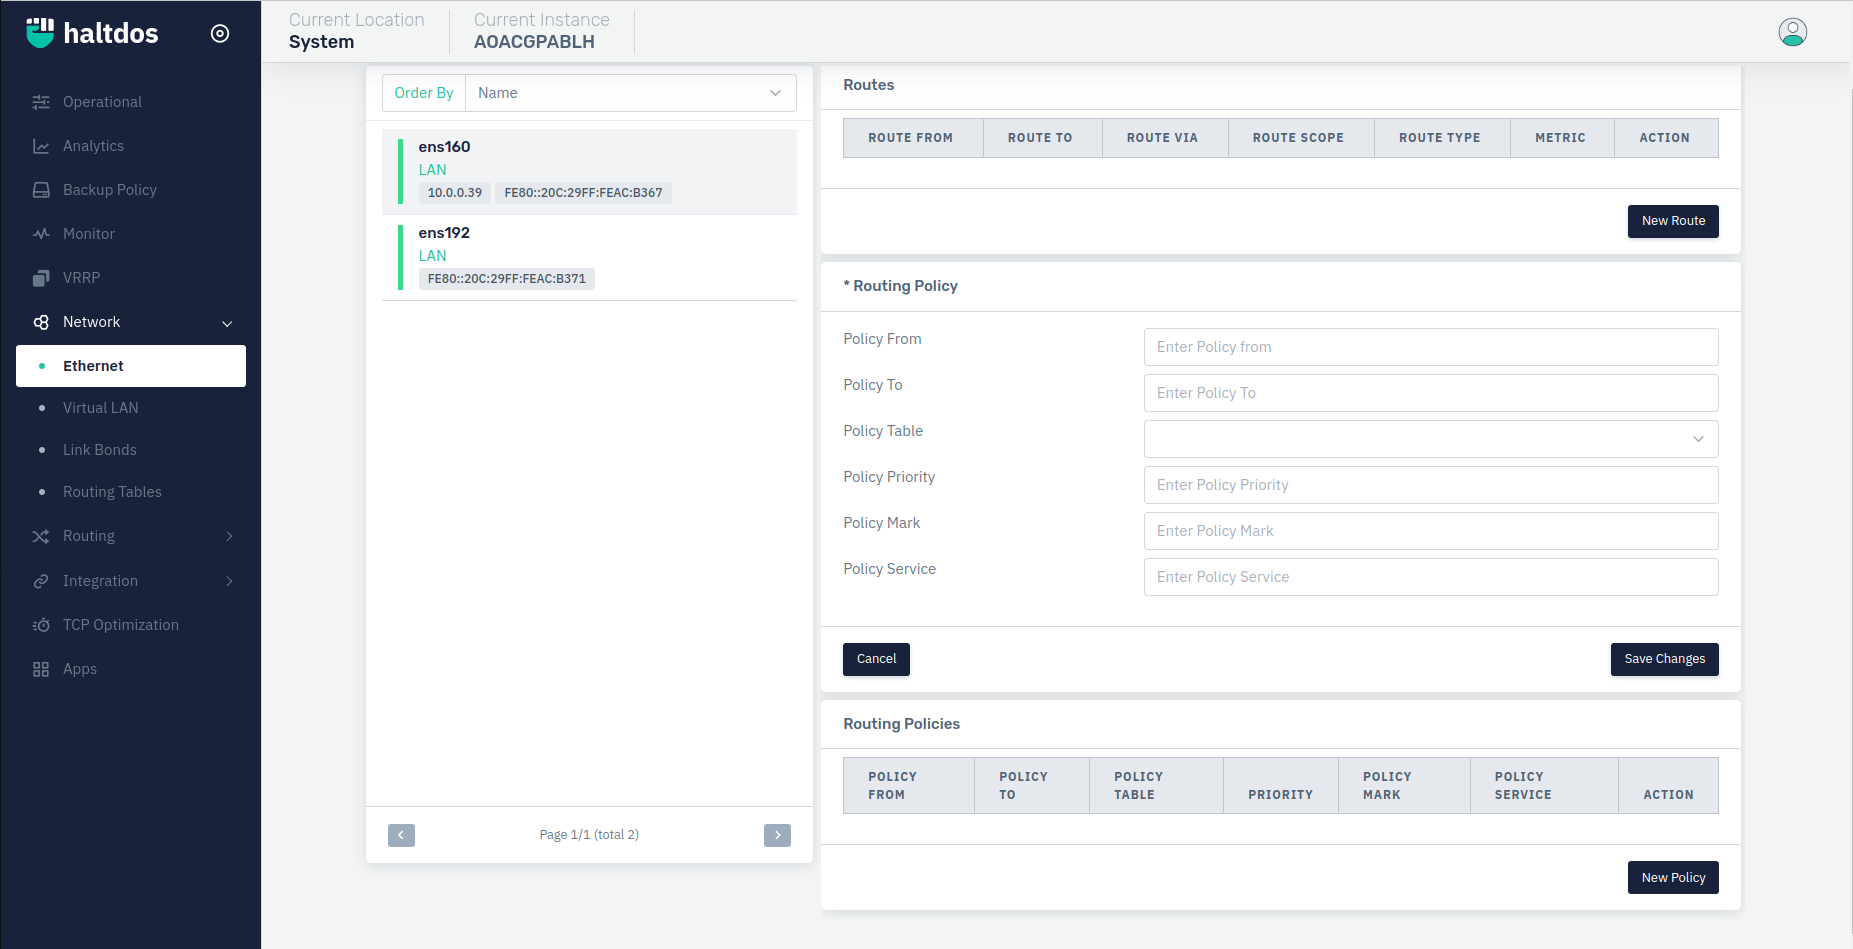 haltdos
Operational
Analytics
Backup Policy
Monitor
VRRP
Network
Ethernet
Virtual LAN
Link Bonds
Routing Tables
Routing
Integration
TCP Optimization
Apps
Current Location
System
Current Instance
AOACGPABLH
Order By Name
ens160
LAN
10.0.0.39 FE80::20C:29FF:FEAC:B367
ens192
LAN
FE80::20C:29FF:FEAC:B371
Page 1/1 (total 2)
Routes
ROUTE FROM ROUTE TO ROUTE VIA ROUTE SCOPE ROUTE TYPE METRIC ACTION
New Route
* Routing Policy
Policy From Enter Policy from
Policy To Enter Policy To
Policy Table
Policy Priority Enter Policy Priority
Policy Mark Enter Policy Mark
Policy Service Enter Policy Service
Cancel Save Changes
Routing Policies
POLICY FROM POLICY TO POLICY TABLE PRIORITY POLICY MARK POLICY SERVICE ACTION
New Policy